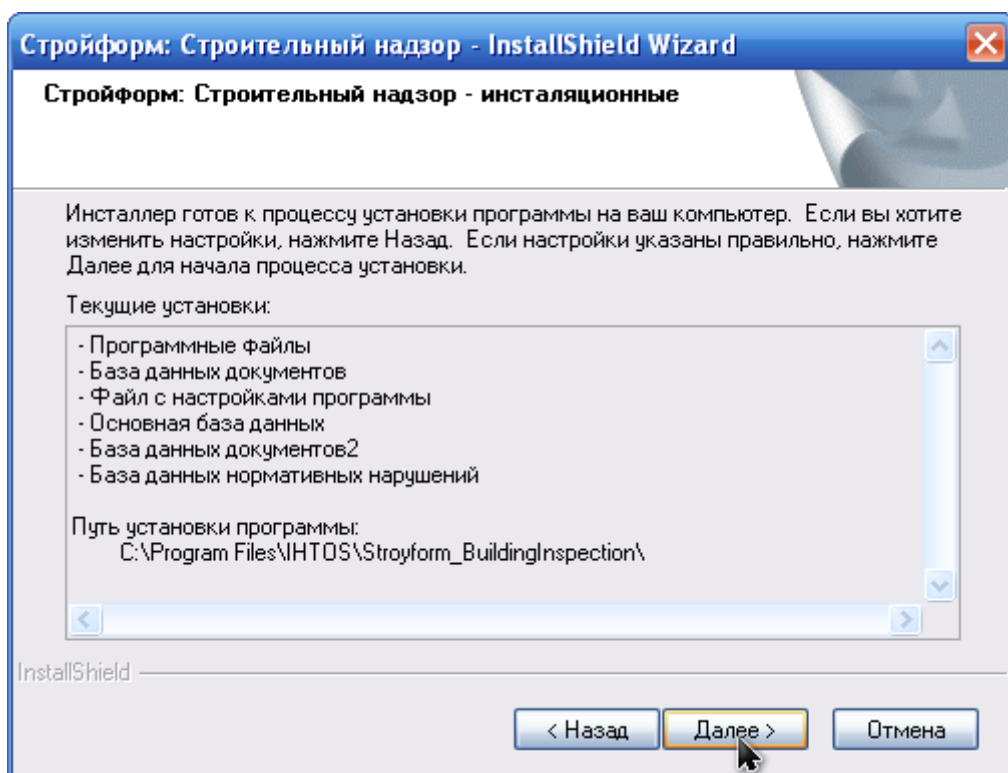 Стройформ: Строительный надзор - InstallShield Wizard
Стройформ: Строительный надзор - инсталяционные
Инсталлер готов к процессу установки программы на ваш компьютер.  Если вы хотите
изменить настройки, нажмите Назад.  Если настройки указаны правильно, нажмите
Далее для начала процесса установки.
Текущие установки:
- Программные файлы
- База данных документов
- Файл с настройками программы
- Основная база данных
- База данных документов2
- База данных нормативных нарушений
Путь установки программы:
C:\Program Files\IHTOS\Stroyform_BuildingInspection\
InstallShield
< Назад
Далее >
Отмена